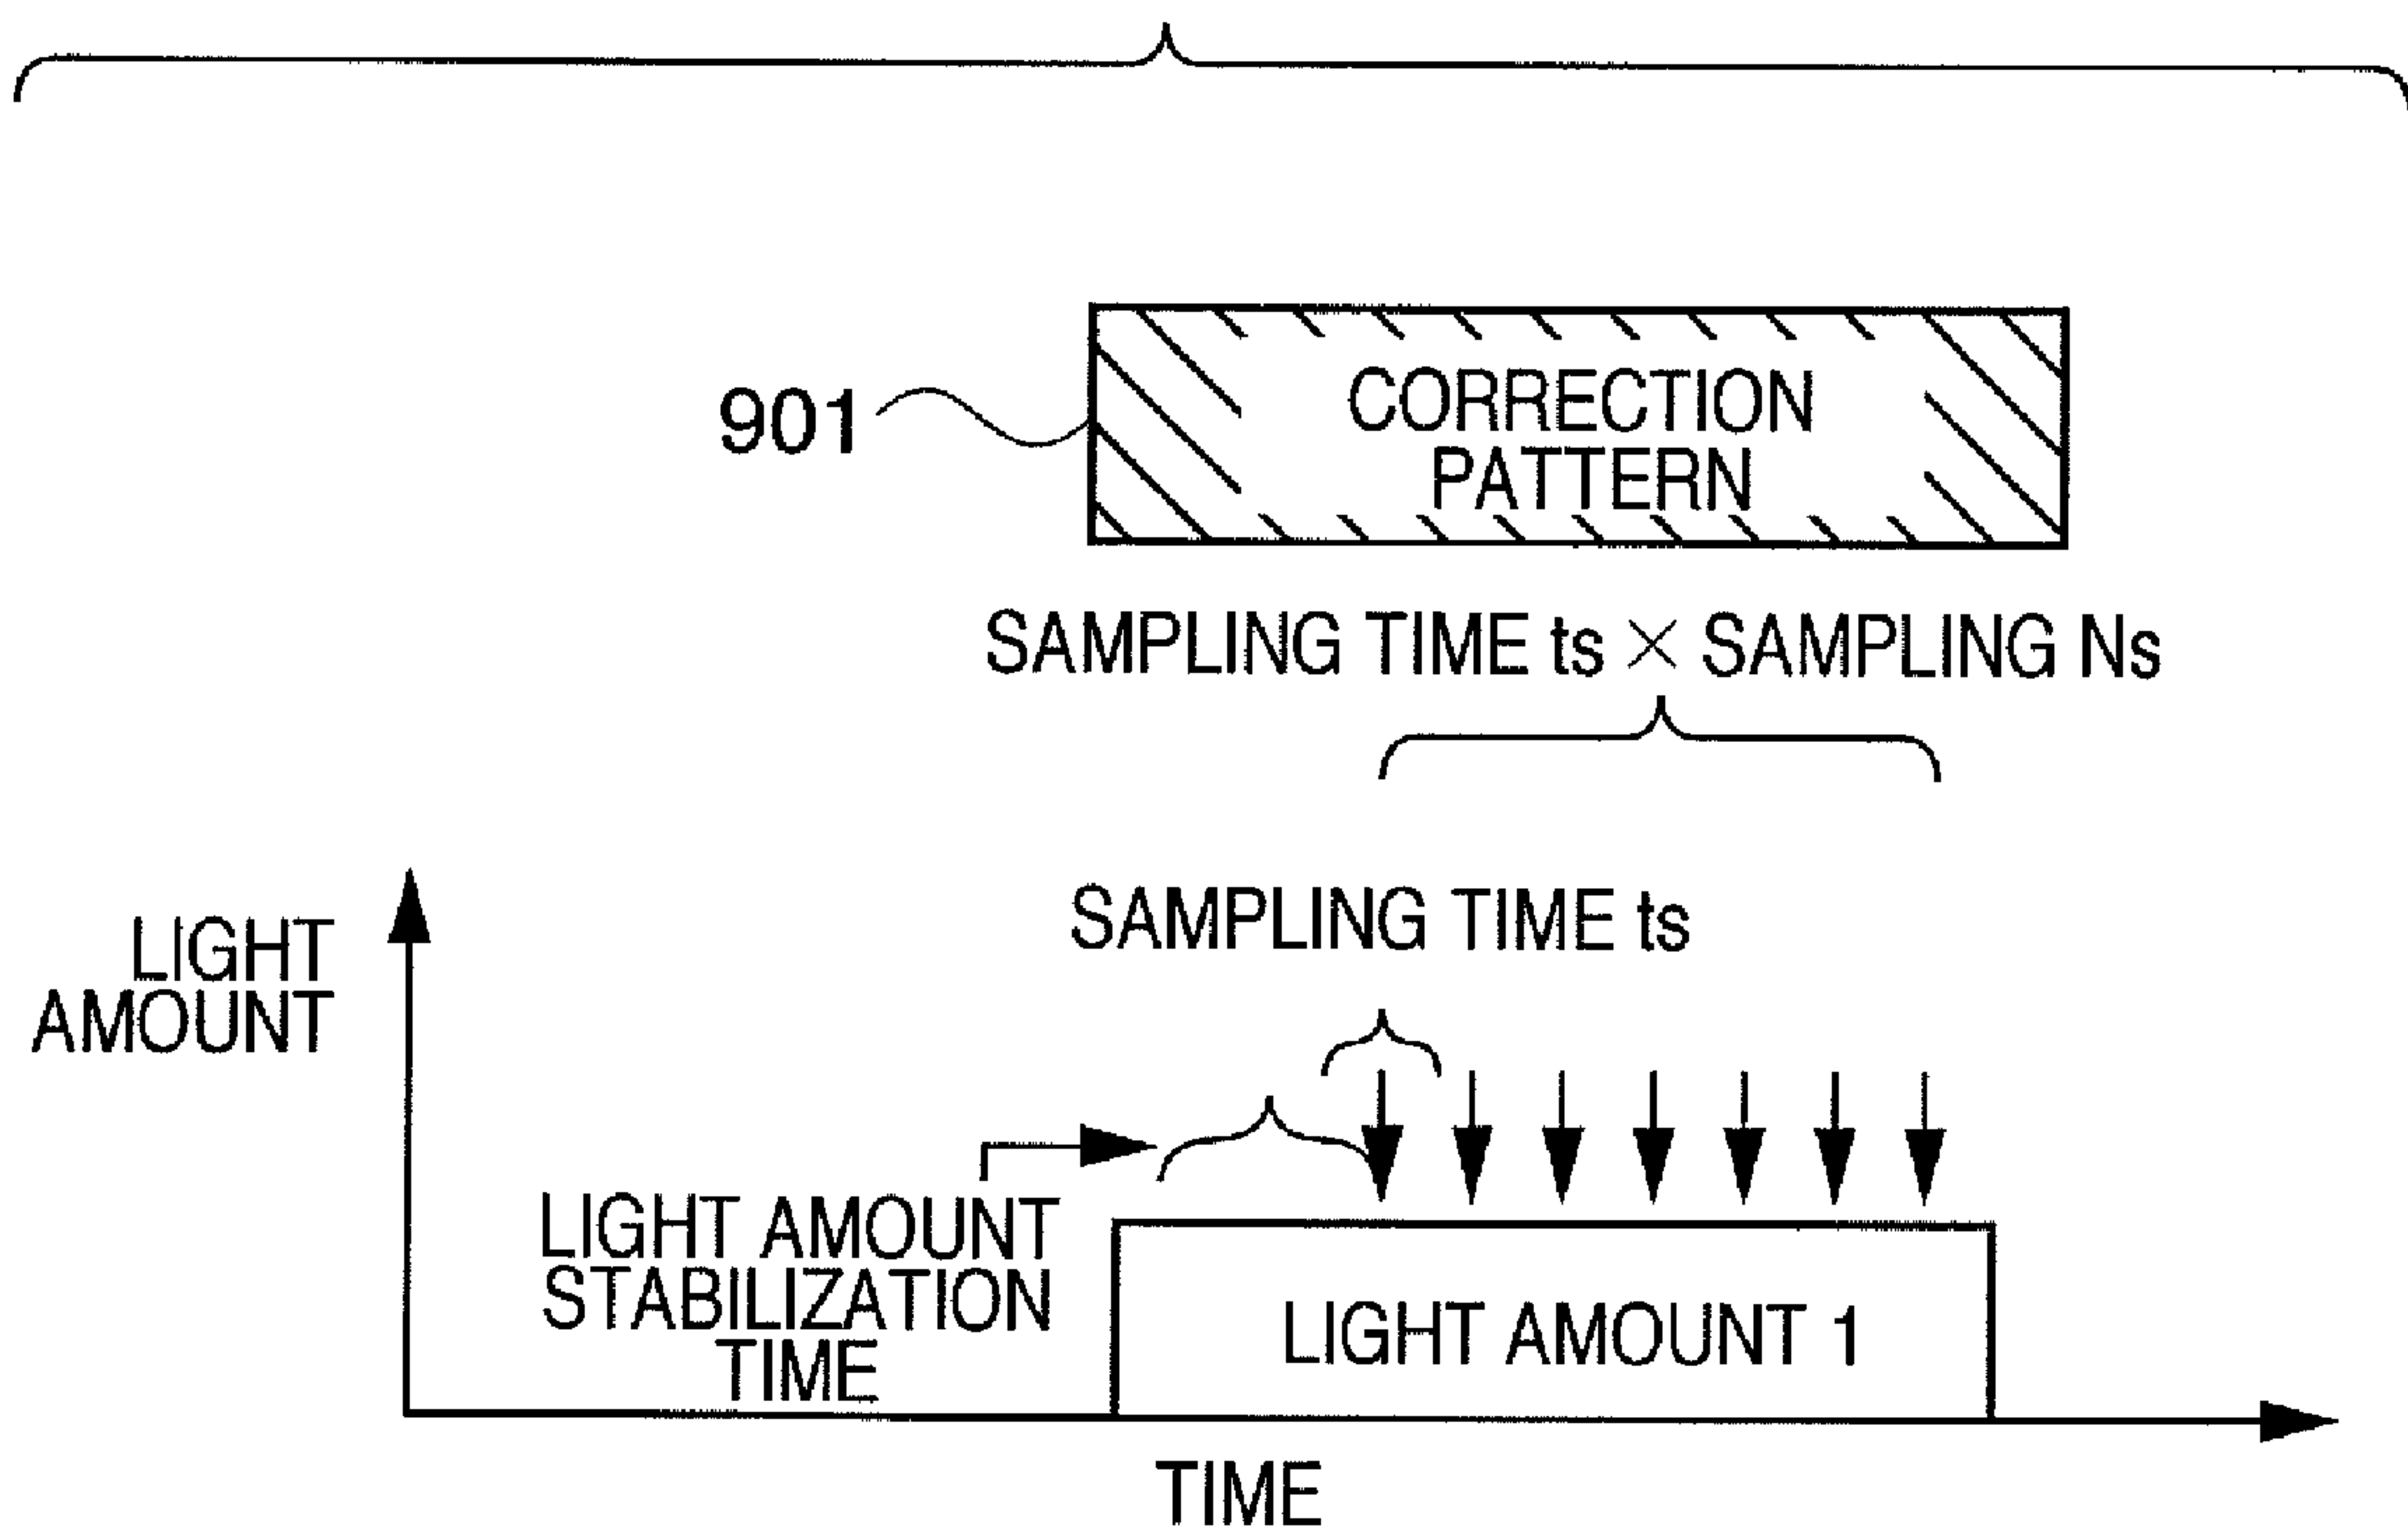 901
CORRECTION
PATTERN
SAMPLING TIME ts × SAMPLING Ns
SAMPLING TIME ts
LIGHT
AMOUNT
LIGHT AMOUNT
STABILIZATION
TIME
LIGHT AMOUNT 1
TIME